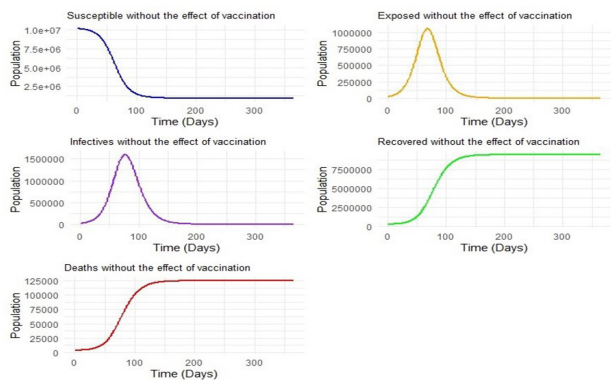 Susceptible without the effect of vaccination
Population
1.0e+07
7.5e+06
5.0e+06
2.5e+06
0 100 200 300
Time (Days)
Exposed without the effect of vaccination
Population
1000000
750000
500000
250000
0
0 100 200 300
Time (Days)
Infectives without the effect of vaccination
Population
1500000
1000000
500000
0
0 100 200 300
Time (Days)
Recovered without the effect of vaccination
Population
7500000
5000000
2500000
0
0 100 200 300
Time (Days)
Deaths without the effect of vaccination
Population
125000
100000
75000
50000
25000
0
0 100 200 300
Time (Days)